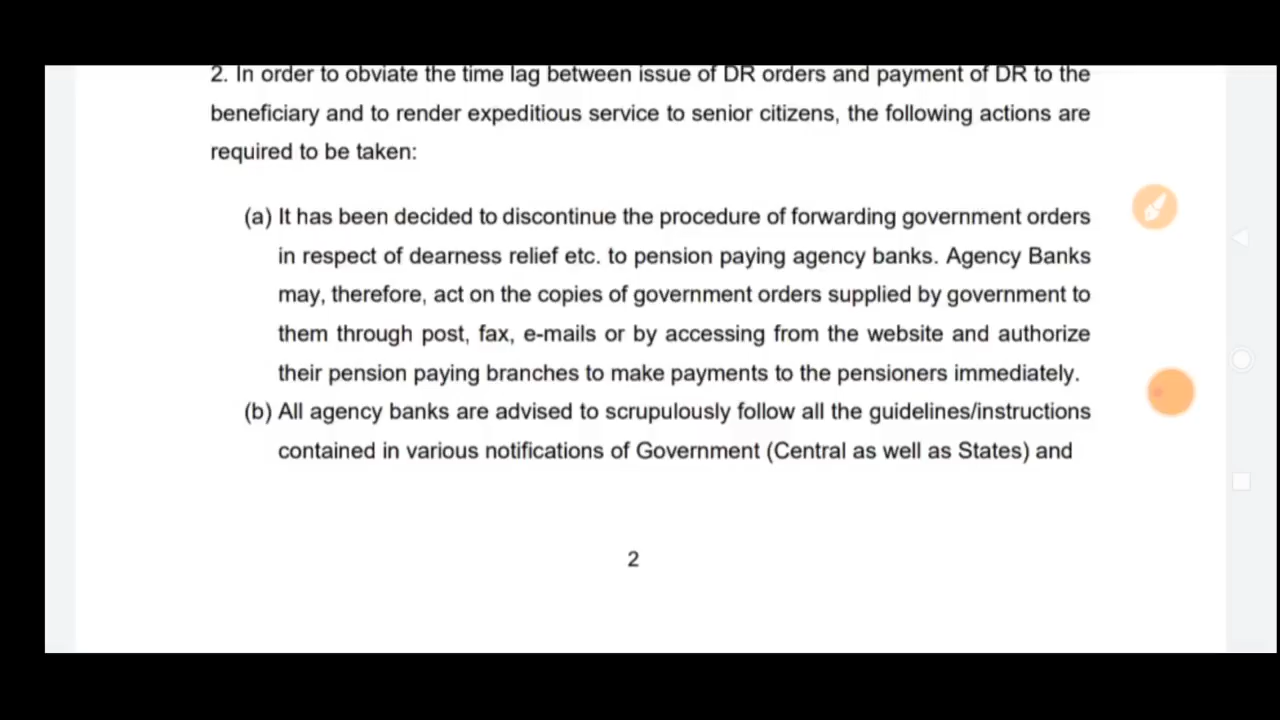 2. In order to obviate the time lag between issue of DR orders and payment of DR to the
beneficiary and to render expeditious service to senior citizens, the following actions are
required to be taken:
(a) It has been decided to discontinue the procedure of forwarding government orders
in respect of dearness relief etc. to pension paying agency banks. Agency Banks
may, therefore, act on the copies of government orders supplied by government to
them through post, fax, e-mails or by accessing from the website and authorize
their pension paying branches to make payments to the pensioners immediately.
(b) All agency banks are advised to scrupulously follow all the guidelines/instructions
contained in various notifications of Government (Central as well as States) and
2